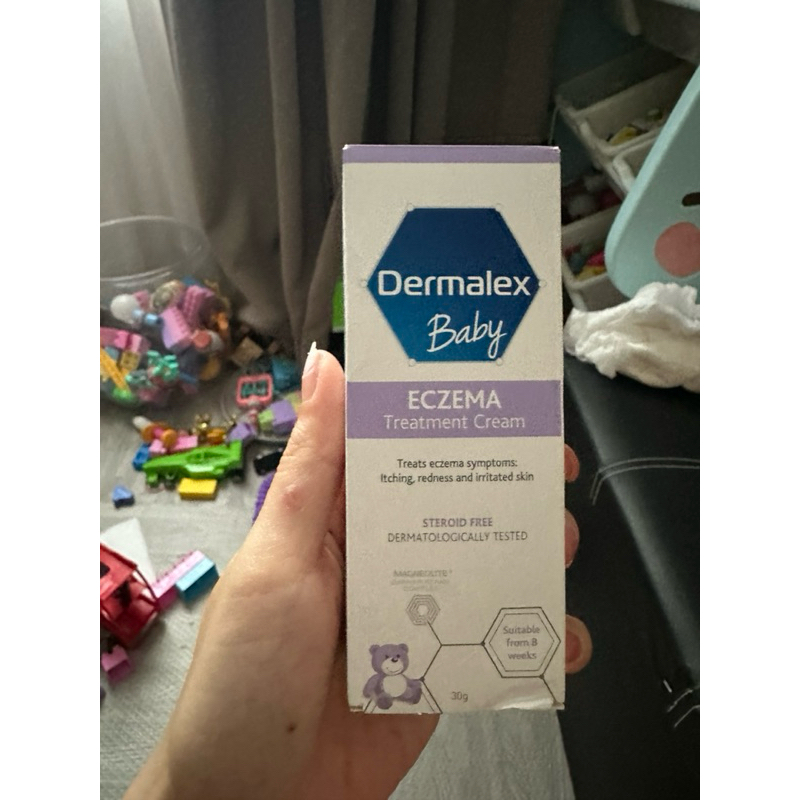 Dermalex
Baby
ECZEMA
Treatment Cream
Treats eczema symptoms:
Itching, redness and irritated skin
STEROID FREE
DERMATOLOGICALLY TESTED
Suitable
from 8
weeks
30g